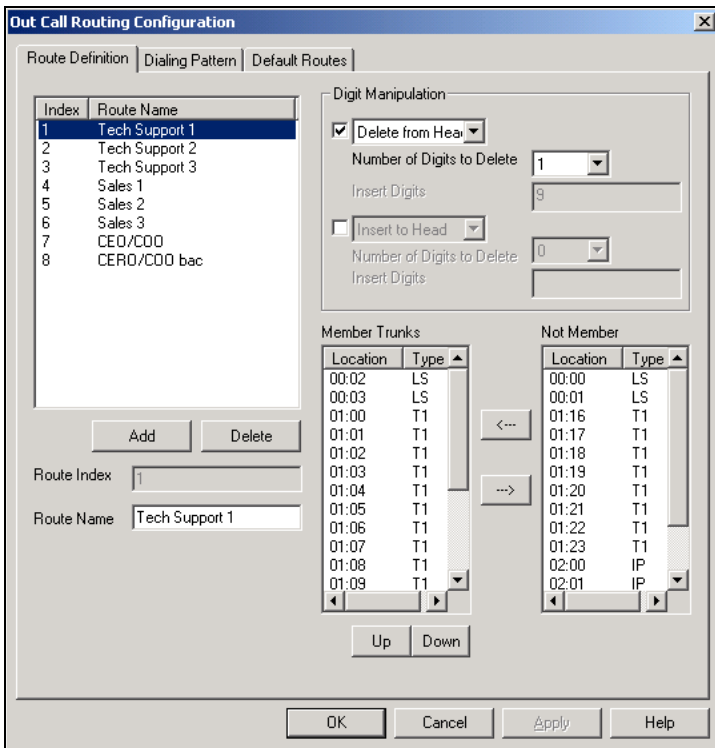 Out Call Routing Configuration
Route Definition
Dialing Pattern
Default Routes
Index Route Name
1 Tech Support 1
2 Tech Support 2
3 Tech Support 3
4 Sales 1
5 Sales 2
6 Sales 3
7 CEO/COO
8 CERO/COO bac
Add
Delete
Route Index 1
Route Name Tech Support 1
Digit Manipulation
Delete from Head
Number of Digits to Delete 1
Insert Digits 9
Insert to Head
Number of Digits to Delete 0
Insert Digits
Member Trunks
Location Type
00:02 LS
00:03 LS
01:00 T1
01:01 T1
01:02 T1
01:03 T1
01:04 T1
01:05 T1
01:06 T1
01:07 T1
01:08 T1
01:09 T1
<---
--->
Not Member
Location Type
00:00 LS
00:01 LS
01:16 T1
01:17 T1
01:18 T1
01:19 T1
01:20 T1
01:21 T1
01:22 T1
01:23 T1
02:00 IP
02:01 IP
Up
Down
OK
Cancel
Apply
Help